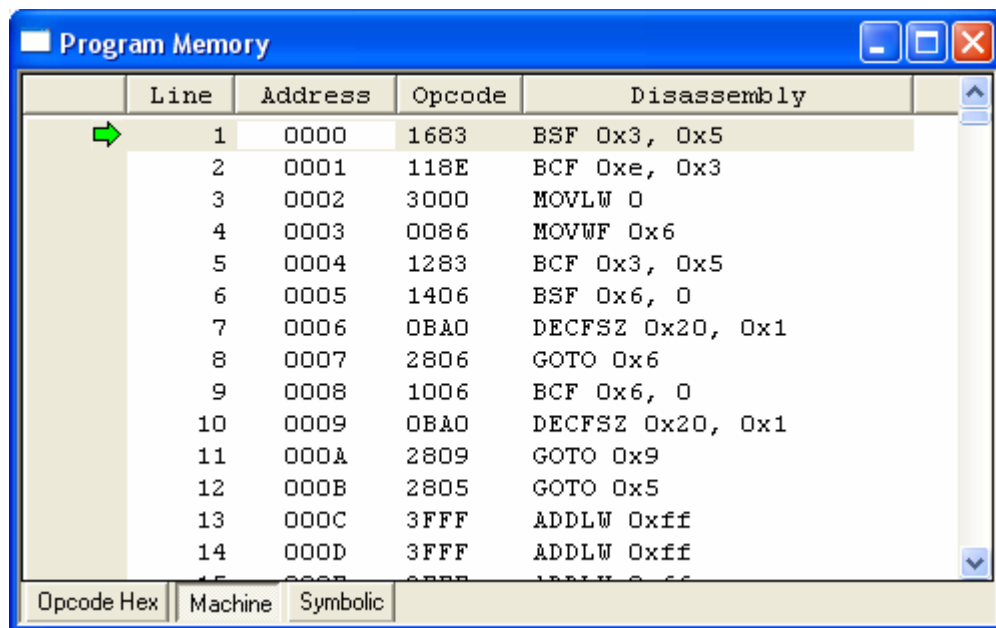 Program Memory
Line Address Opcode Disassembly
1 0000 1683 BSF 0x3, 0x5
2 0001 118E BCF 0xe, 0x3
3 0002 3000 MOVLW 0
4 0003 0086 MOVWF 0x6
5 0004 1283 BCF 0x3, 0x5
6 0005 1406 BSF 0x6, 0
7 0006 0BA0 DECFSZ 0x20, 0x1
8 0007 2806 GOTO 0x6
9 0008 1006 BCF 0x6, 0
10 0009 0BA0 DECFSZ 0x20, 0x1
11 000A 2809 GOTO 0x9
12 000B 2805 GOTO 0x5
13 000C 3FFF ADDLW 0xff
14 000D 3FFF ADDLW 0xff
Opcode Hex Machine Symbolic